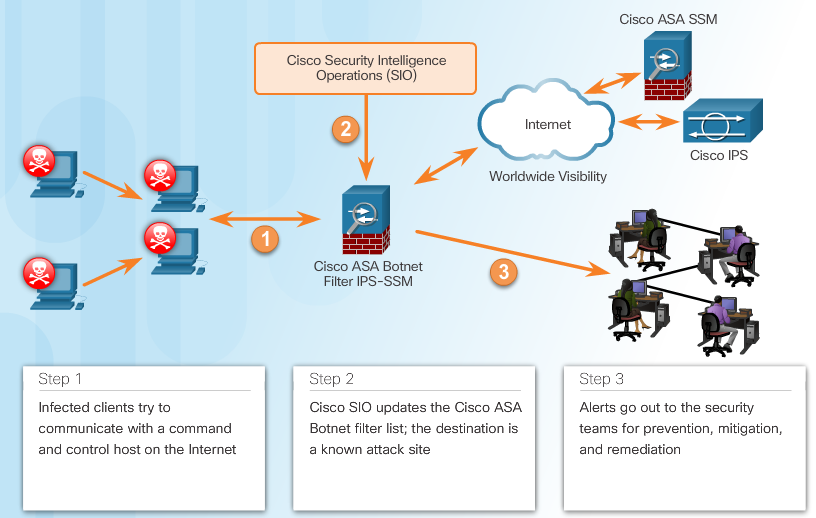 Cisco ASA SSM
Cisco Security Intelligence
Operations (SIO)
2
Internet
Cisco IPS
Worldwide Visibility
1
Cisco ASA Botnet
Filter IPS-SSM
3
Step 1
Infected clients try to
communicate with a command
and control host on the Internet
Step 2
Cisco SIO updates the Cisco ASA
Botnet filter list; the destination is
a known attack site
Step 3
Alerts go out to the security
teams for prevention, mitigation,
and remediation